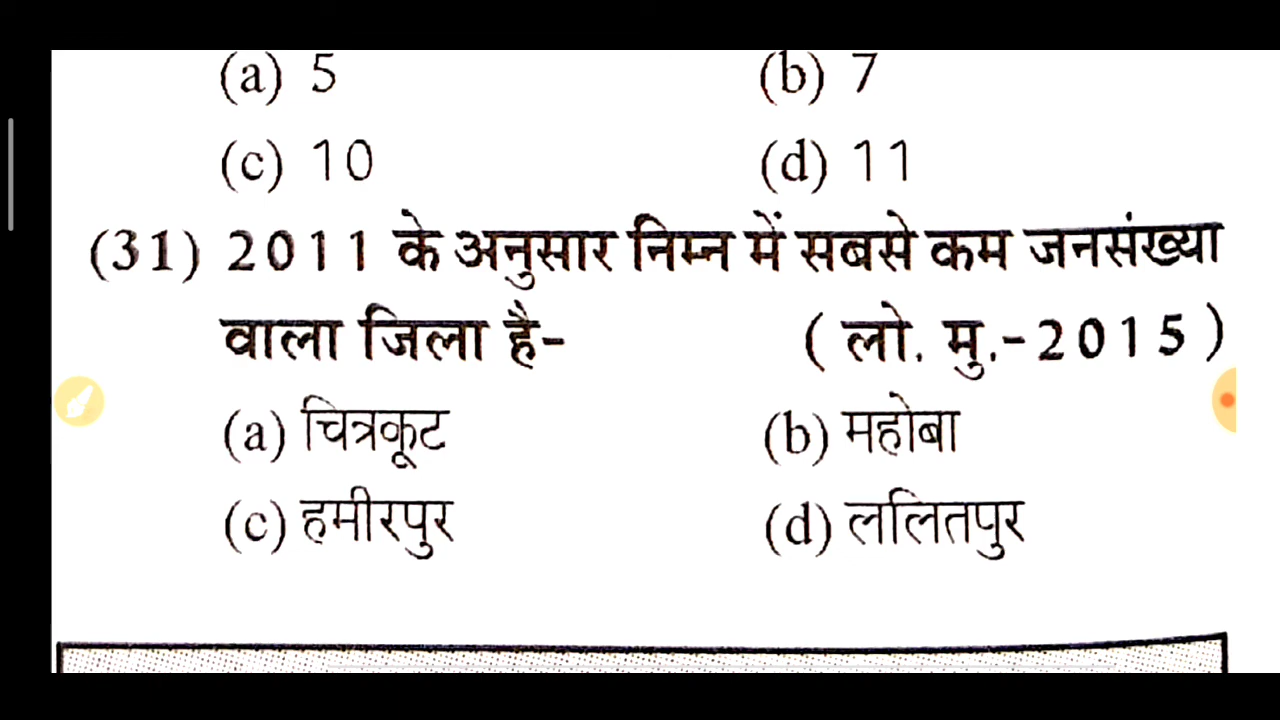 (a) 5 (b) 7
(c) 10 (d) 11
(31) 2011 के अनुसार निम्न में सबसे कम जनसंख्या
वाला जिला है- ( लो. मु.-2015 )
(a) चित्रकूट (b) महोबा
(c) हमीरपुर (d) ललितपुर